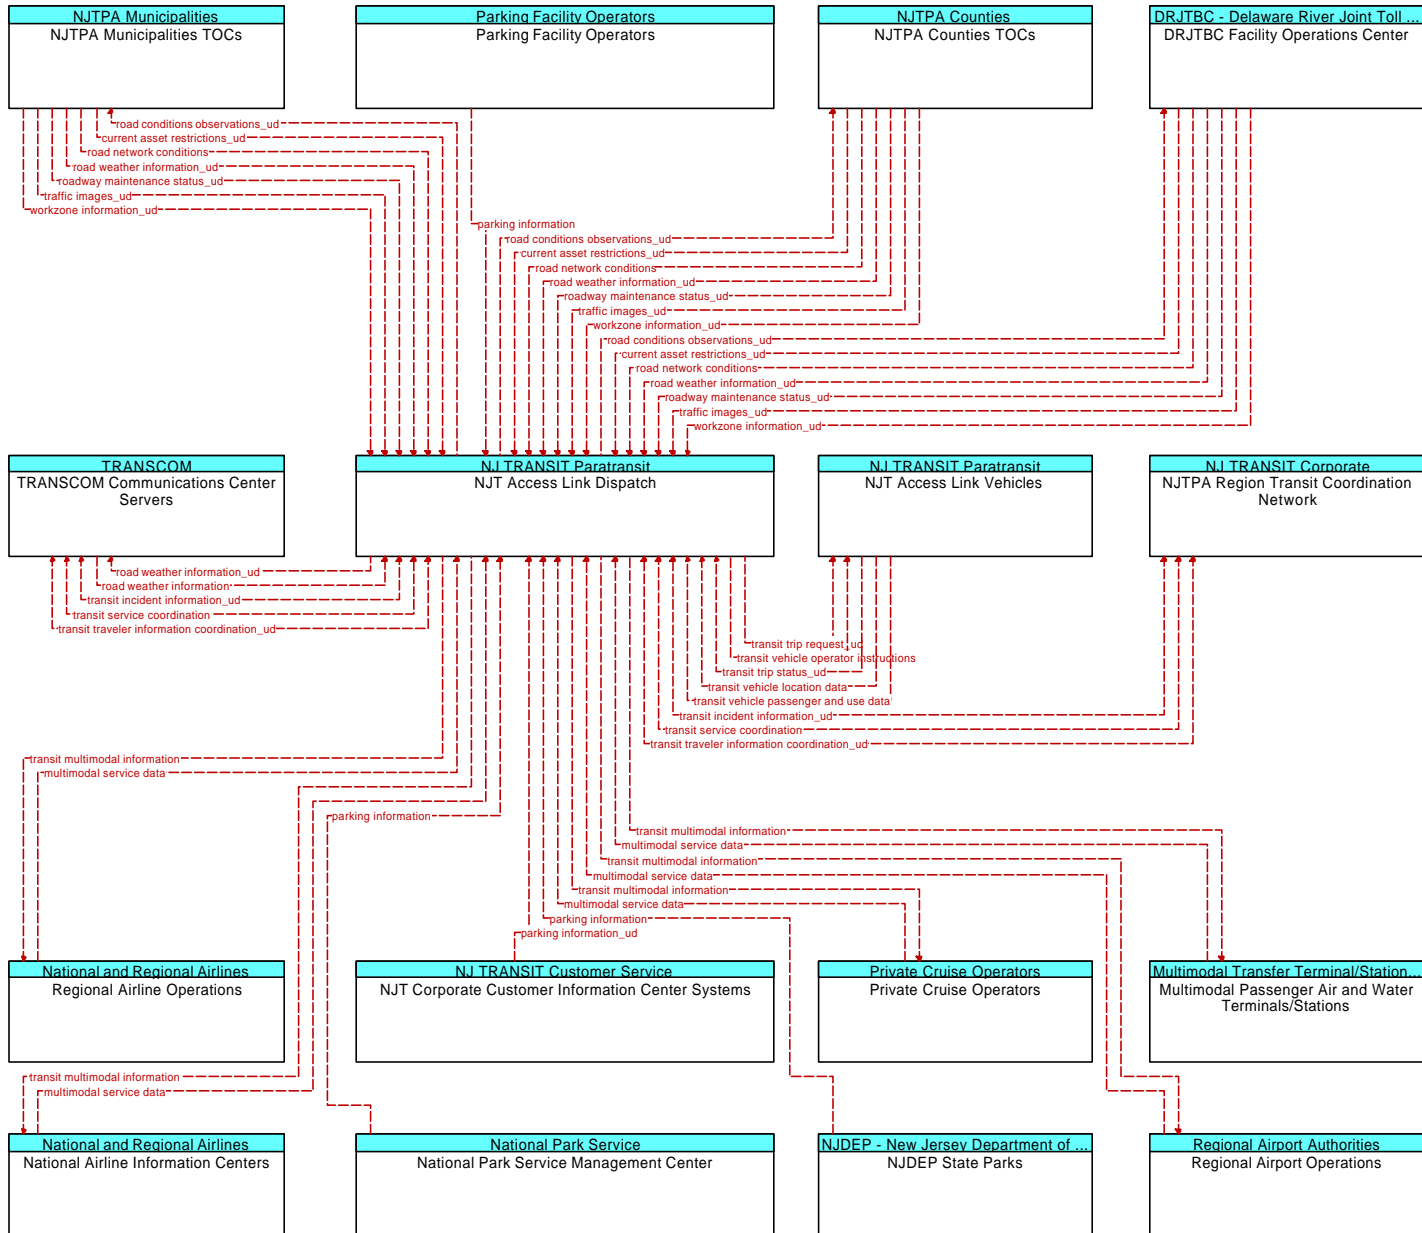 NJTPA Municipalities
NJTPA Municipalities TOCs
Parking Facility Operators
Parking Facility Operators
NJTPA Counties
NJTPA Counties TOCs
DRJTBC - Delaware River Joint Toll ...
DRJTBC Facility Operations Center
road conditions observations_ud
current asset restrictions_ud
road network conditions
road weather information_ud
roadway maintenance status_ud
traffic images_ud
workzone information_ud
parking information
road conditions observations_ud
current asset restrictions_ud
road network conditions
road weather information_ud
roadway maintenance status_ud
traffic images_ud
workzone information_ud
road conditions observations_ud
current asset restrictions_ud
road network conditions
road weather information_ud
roadway maintenance status_ud
traffic images_ud
workzone information_ud
TRANSCOM
TRANSCOM Communications Center
Servers
NJ TRANSIT Paratransit
NJT Access Link Dispatch
NJ TRANSIT Paratransit
NJT Access Link Vehicles
NJ TRANSIT Corporate
NJTPA Region Transit Coordination
Network
road weather information_ud
road weather information
transit incident information_ud
transit service coordination
transit traveler information coordination_ud
transit trip request_ud
transit vehicle operator instructions
transit trip status_ud
transit vehicle location data
transit vehicle passenger and use data
transit incident information_ud
transit service coordination
transit traveler information coordination_ud
transit multimodal information
multimodal service data
parking information
transit multimodal information
multimodal service data
transit multimodal information
multimodal service data
transit multimodal information
multimodal service data
parking information
parking information_ud
National and Regional Airlines
Regional Airline Operations
NJ TRANSIT Customer Service
NJT Corporate Customer Information Center Systems
Private Cruise Operators
Private Cruise Operators
Multimodal Transfer Terminal/Station...
Multimodal Passenger Air and Water
Terminals/Stations
transit multimodal information
multimodal service data
National and Regional Airlines
National Airline Information Centers
National Park Service
National Park Service Management Center
NJDEP - New Jersey Department of ...
NJDEP State Parks
Regional Airport Authorities
Regional Airport Operations